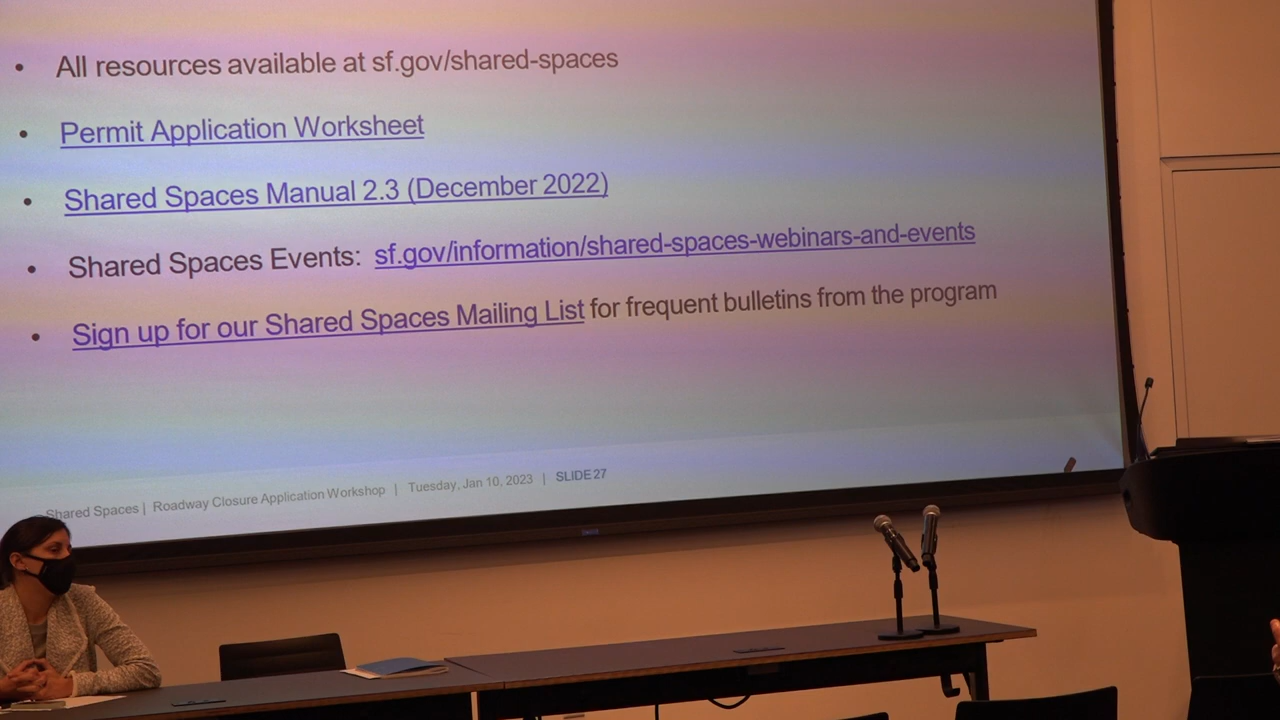 • All resources available at sf.gov/shared-spaces
• Permit Application Worksheet
• Shared Spaces Manual 2.3 (December 2022)
• Shared Spaces Events: sf.gov/information/shared-spaces-webinars-and-events
• Sign up for our Shared Spaces Mailing List for frequent bulletins from the program
Shared Spaces | Roadway Closure Application Workshop | Tuesday, Jan 10, 2023 | SLIDE 27